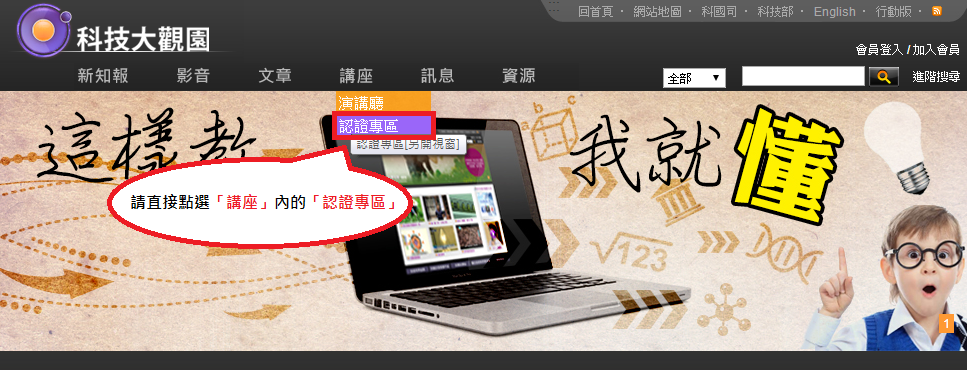 回首頁 · 網站地圖 · 科國司 · 科技部 · English · 行動版 ·
科技大觀園
會員登入 / 加入會員
新知報 影音 文章 講座 訊息 資源
全部 進階搜尋
演講廳
認證專區
認證專區[另開視窗]
這樣教 我就懂
請直接點選「講座」內的「認證專區」
√123
1